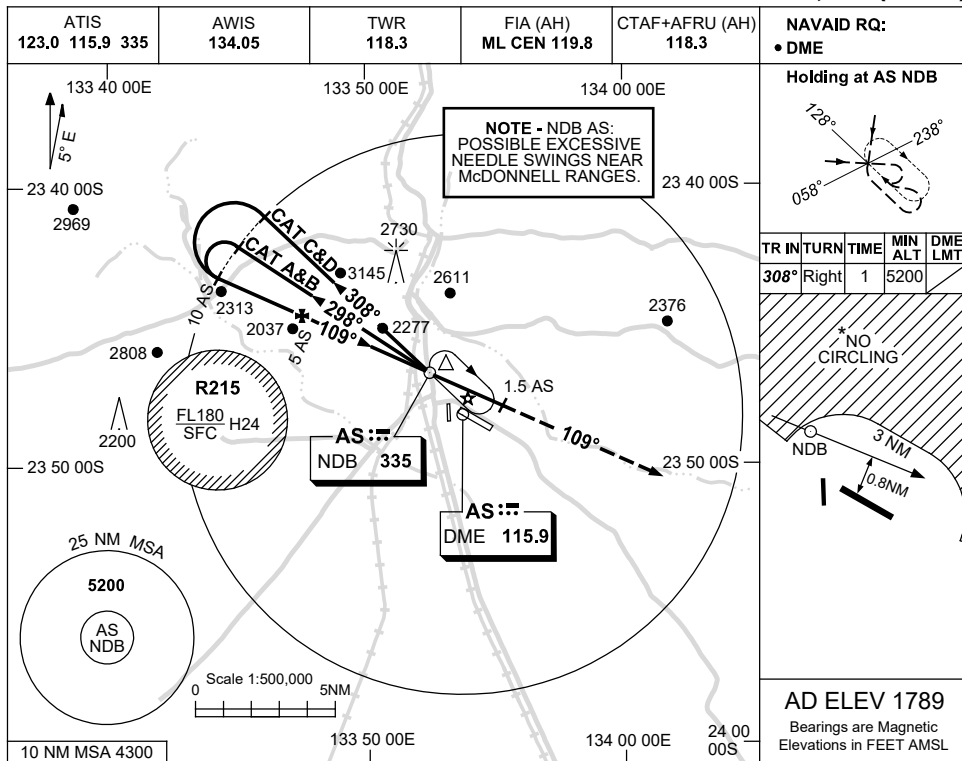 ATIS
123.0 115.9 335
AWIS
134.05
TWR
118.3
FIA (AH)
ML CEN 119.8
CTAF+AFRU (AH)
118.3
NAVAID RQ:
• DME
133 40 00E
133 50 00E
134 00 00E
5° E
NOTE - NDB AS:
POSSIBLE EXCESSIVE
NEEDLE SWINGS NEAR
McDONNELL RANGES.
Holding at AS NDB
128°
238°
058°
23 40 00S
23 40 00S
2969
CAT C&D
CAT A&B
2730
3145
2611
308°
298°
109°
2313
10 AS
2037
5 AS
2277
2376
2808
TR IN
TURN
TIME
MIN ALT
DME LMT
308°
Right
1
5200
*NO
CIRCLING
R215
FL180
SFC
H24
1.5 AS
109°
2200
23 50 00S
23 50 00S
AS
NDB 335
AS
DME 115.9
NDB
3 NM
0.8NM
25 NM MSA
5200
AS
NDB
Scale 1:500,000
0
5NM
10 NM MSA 4300
133 50 00E
134 00 00E
24 00
00S
AD ELEV 1789
Bearings are Magnetic
Elevations in FEET AMSL